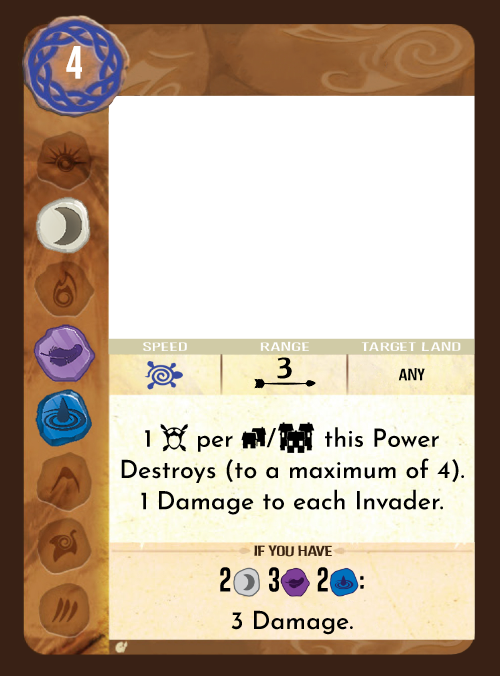 4
SPEED RANGE TARGET LAND
3 ANY
1 per / this Power
Destroys (to a maximum of 4).
1 Damage to each Invader.
IF YOU HAVE
2 3 2 :
3 Damage.